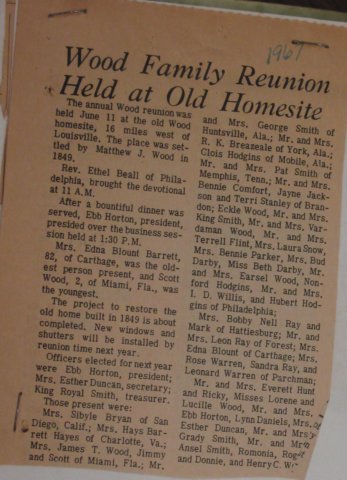 1967
Wood Family Reunion
Held at Old Homesite
The annual Wood reunion was
held June 11 at the old Wood
homesite, 16 miles west of
Louisville. The place was set-
tled by Matthew J. Wood in
1849.
Rev. Ethel Beall of Phila-
delphia, brought the devotional
at 11 A.M.
After a bountiful dinner was
served, Ebb Horton, president,
presided over the business ses-
sion held at 1:30 P.M.
Mrs. Edna Blount Barrett,
82, of Carthage, was the old-
est person present, and Scott
Wood, 2, of Miami, Fla., was
the youngest.
The project to restore the
old home built in 1849 is about
completed. New windows and
shutters will be installed by
reunion time next year.
Officers elected for next year
were Ebb Horton, president;
Mrs. Esther Duncan, secretary;
King Royal Smith, treasurer.
Those present were:
Mrs. Sibyle Bryan of San
Diego, Calif.; Mrs. Hays Bar-
rett Hayes of Charlotte, Va.;
Mrs. James T. Wood, Jimmy
and Scott of Miami, Fla.; Mr.
and Mrs. George Smith of
Huntsville, Ala.; Mr. and Mrs.
R. K. Breazeale of York, Ala.;
Clois Hodgins of Mobile, Ala.;
Mr. and Mrs. Pat Smith of
Memphis, Tenn.; Mr. and Mrs.
Bennie Comfort, Jayne Jack-
son and Terri Stanley of Bran-
don; Eckle Wood, Mr. and Mrs.
King Smith, Mr. and Mrs. Var-
daman Wood, Mr. and Mrs.
Terrell Flint, Mrs. Laura Snow,
Mrs. Bennie Parker, Mrs. Bud
Darby, Miss Beth Darby, Mr.
and Mrs. Earsel Wood, Non-
ford Hodgins, Mr. and Mrs.
I. D. Willis, and Hubert Hod-
gins of Philadelphia;
Mrs. Bobby Nell Ray and
Mark of Hattiesburg; Mr. and
Mrs. Leon Ray of Forest; Mrs.
Edna Blount of Carthage; Mrs.
Rose Warren, Sandra Ray, and
Leonard Warren of Parchman;
Mr. and Mrs. Everett Hunt
and Ricky, Misses Lorene and
Lucille Wood, Mr. and Mrs.
Ebb Horton, Lynn Daniels, Mrs.
Esther Duncan, Mr. and Mrs.
Grady Smith, Mr. and Mrs.
Ansel Smith, Romonia,
and Donnie, and Henry C.